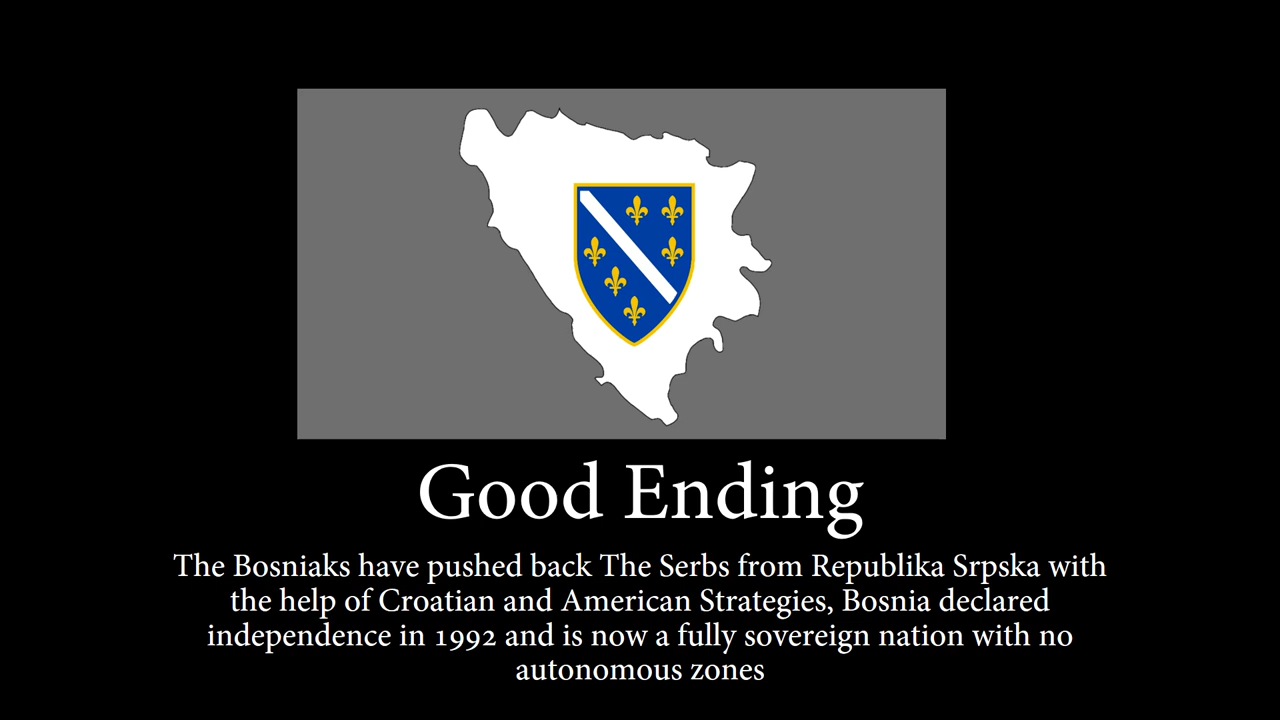 Good Ending
The Bosniaks have pushed back The Serbs from Republika Srpska with
the help of Croatian and American Strategies, Bosnia declared
independence in 1992 and is now a fully sovereign nation with no
autonomous zones